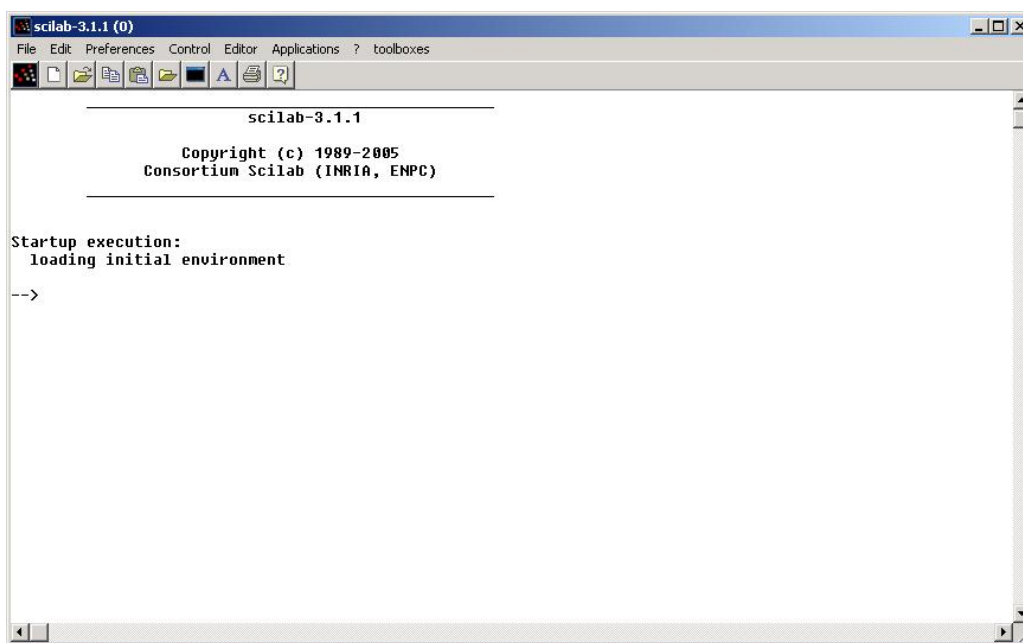 scilab-3.1.1 (0)
File Edit Preferences Control Editor Applications ? toolboxes
A ?
scilab-3.1.1
Copyright (c) 1989-2005
Consortium Scilab (INRIA, ENPC)
Startup execution:
loading initial environment
-->